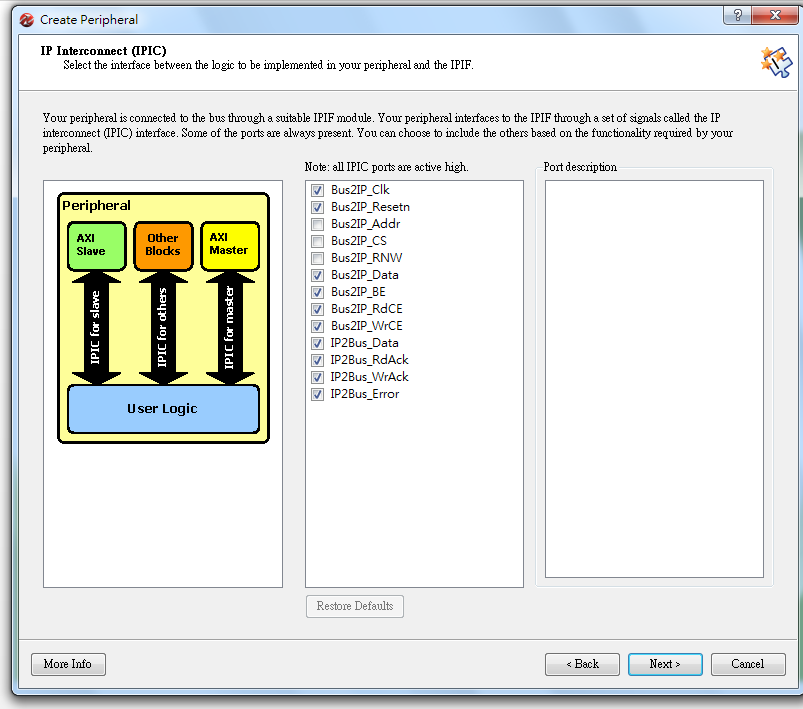 Create Peripheral
?
IP Interconnect (IPIC)
Select the interface between the logic to be implemented in your peripheral and the IPIF.
Your peripheral is connected to the bus through a suitable IPIF module. Your peripheral interfaces to the IPIF through a set of signals called the IP
interconnect (IPIC) interface. Some of the ports are always present. You can choose to include the others based on the functionality required by your
peripheral.
Note: all IPIC ports are active high.
Port description
Peripheral
AXI
Slave
Other
Blocks
AXI
Master
IPIC for slave
IPIC for others
IPIC for master
User Logic
Bus2IP_Clk
Bus2IP_Resetn
Bus2IP_Addr
Bus2IP_CS
Bus2IP_RNW
Bus2IP_Data
Bus2IP_BE
Bus2IP_RdCE
Bus2IP_WrCE
IP2Bus_Data
IP2Bus_RdAck
IP2Bus_WrAck
IP2Bus_Error
Restore Defaults
More Info
< Back
Next >
Cancel